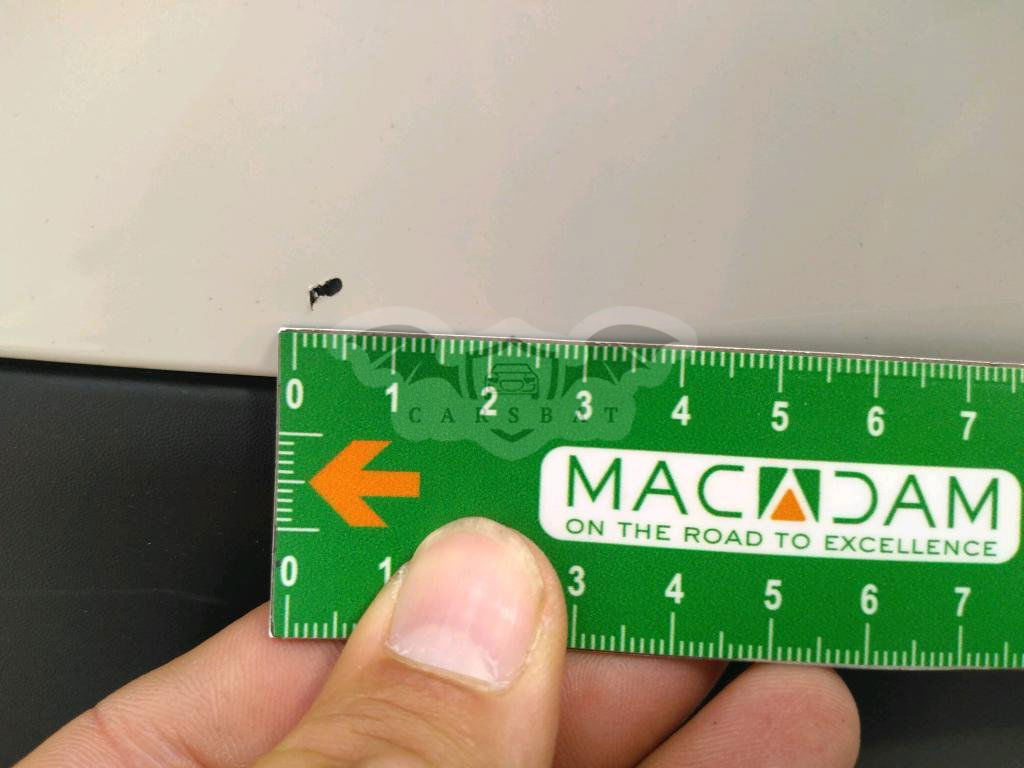 0 1 2 3 4 5 6 7
CARSBAT
MACADAM
ON THE ROAD TO EXCELLENCE
0 1 3 4 5 6 7